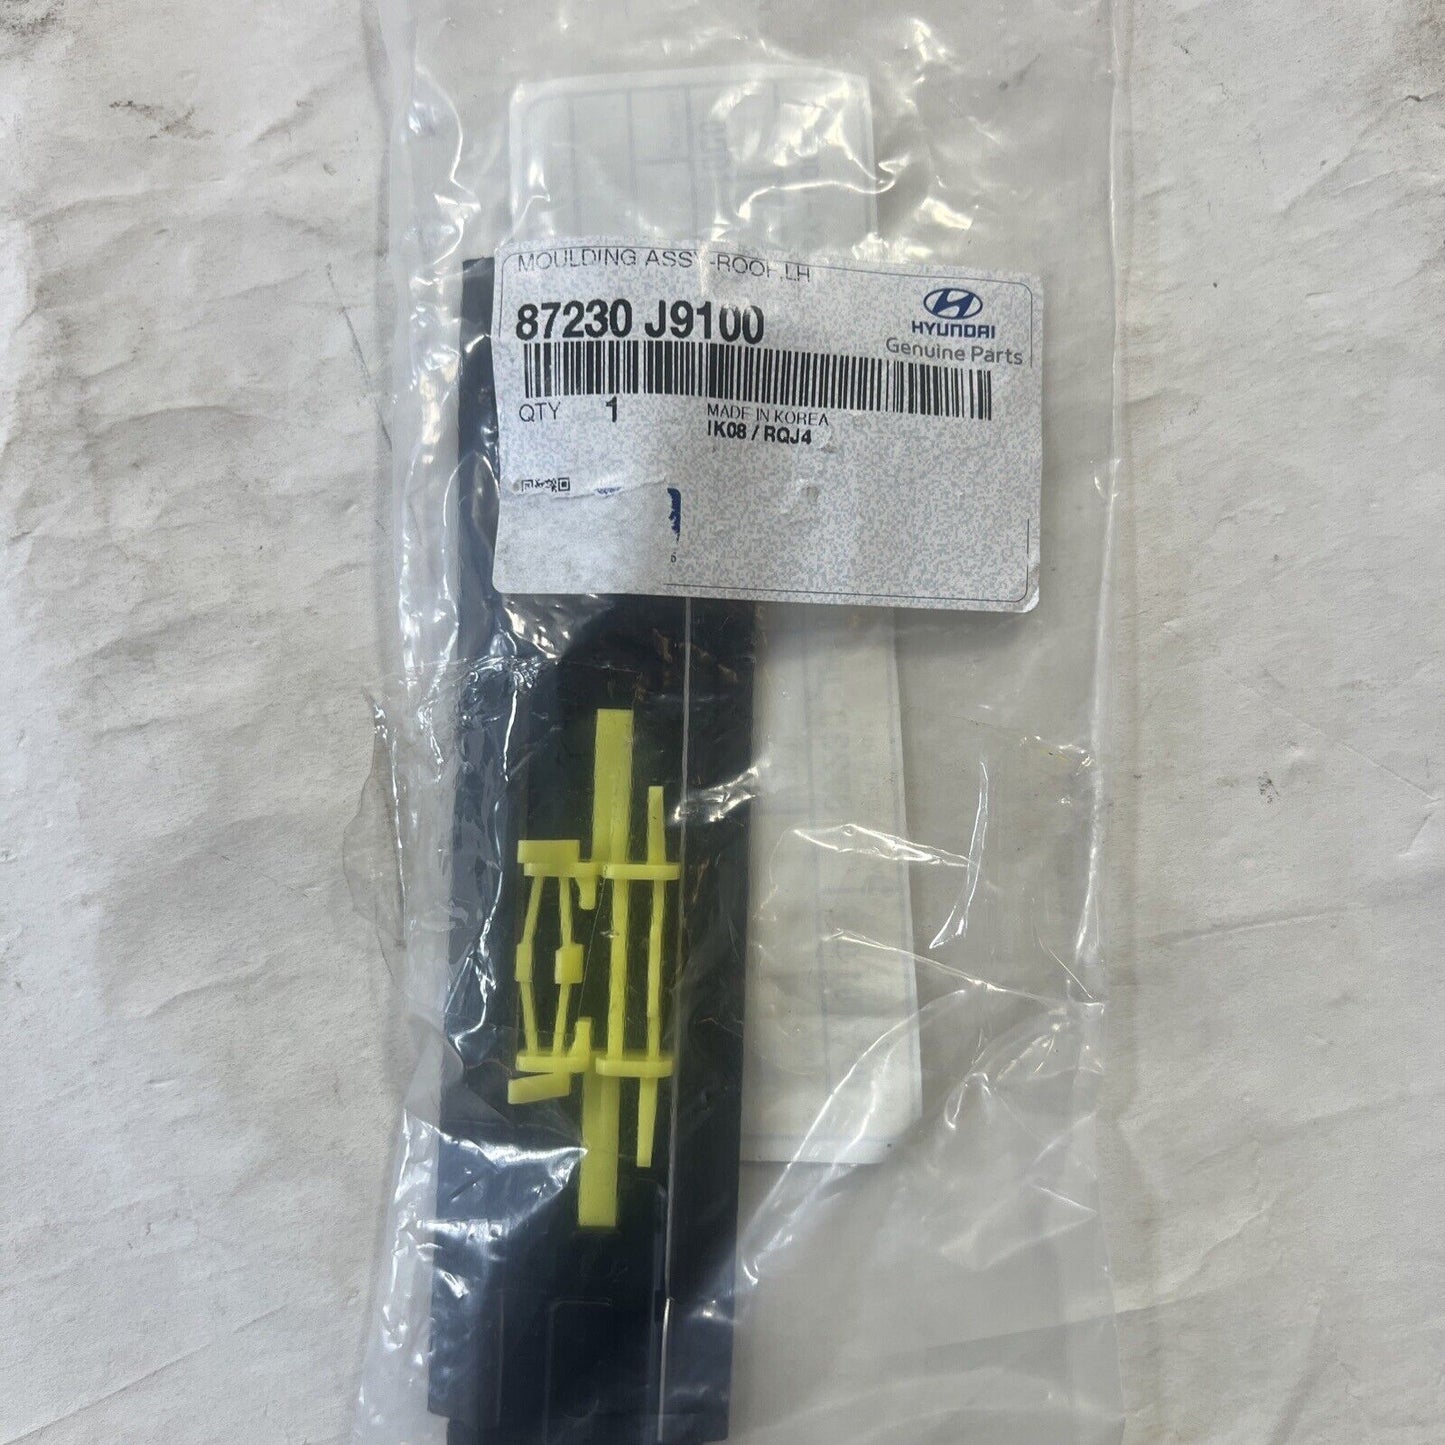 MOULDING ASSY-ROOF,LH
87230 J9100
HYUNDAI
Genuine Parts
QTY 1
MADE IN KOREA
IK08 / RQJ4